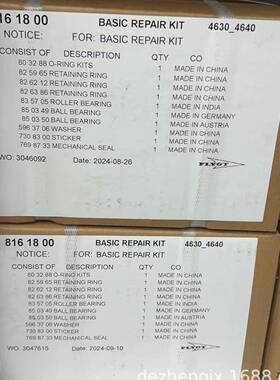 816 18 00 BASIC REPAIR KIT 4630_4640
NOTICE: FOR: BASIC REPAIR KIT
CONSIST OF DESCRIPTION QTY CO
80 32 88 O-RING KITS 1 MADE IN CHINA
82 59 65 RETAINING RING 1 MADE IN CHINA
82 62 12 RETAINING RING 1 MADE IN CHINA
82 63 86 RETAINING RING 1 MADE IN CHINA
83 57 05 ROLLER BEARING 1 MADE IN INDIA
85 03 49 BALL BEARING 1 MADE IN GERMANY
85 03 50 BALL BEARING 1 MADE IN AUSTRIA
596 37 06 WASHER 1 MADE IN CHINA
730 83 00 STICKER 1 MADE IN CHINA
769 87 33 MECHANICAL SEAL 1 MADE IN CHINA
WO: 3046092 Date: 2024-08-26 FLYGT
816 18 00 BASIC REPAIR KIT 4630_4640
NOTICE: FOR: BASIC REPAIR KIT
CONSIST OF DESCRIPTION QTY CO
80 32 88 O-RING KITS 1 MADE IN CHINA
82 59 65 RETAINING RING 1 MADE IN CHINA
82 62 12 RETAINING RING 1 MADE IN CHINA
82 63 86 RETAINING RING 1 MADE IN CHINA
83 57 05 ROLLER BEARING 1 MADE IN INDIA
85 03 49 BALL BEARING 1 MADE IN GERMANY
85 03 50 BALL BEARING 1 MADE IN AUSTRIA
596 37 06 WASHER 1 MADE IN CHINA
730 83 00 STICKER 1 MADE IN CHINA
769 87 33 MECHANICAL SEAL 1 MADE IN CHINA
WO: 3047615 Date: 2024-09-10 FLYGT